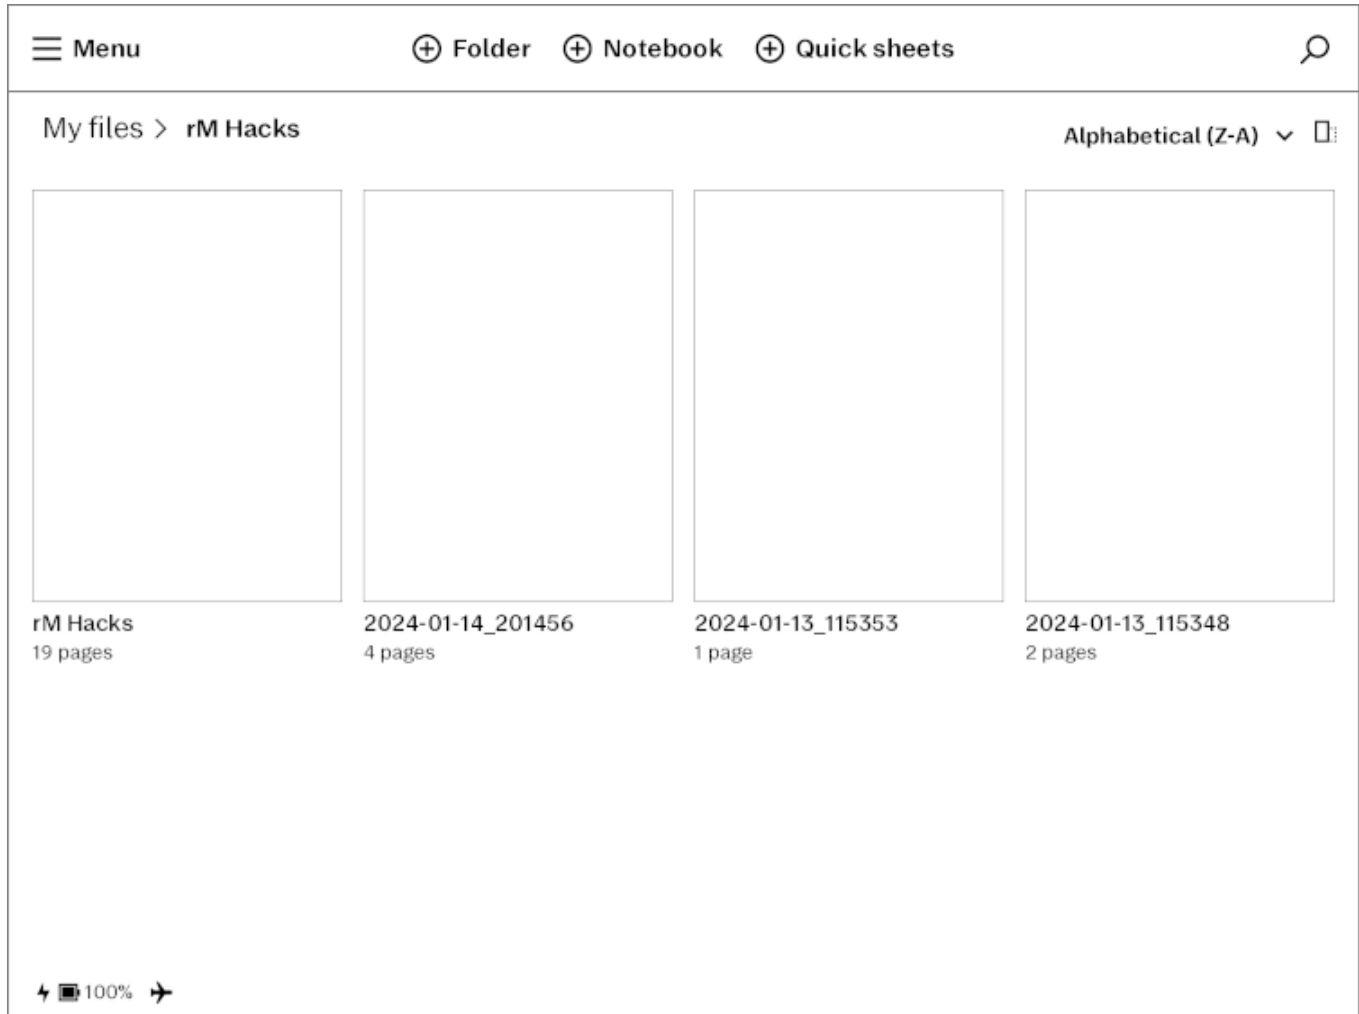 Menu Folder Notebook Quick sheets
My files > rM Hacks
Alphabetical (Z-A)
rM Hacks
19 pages
2024-01-14_201456
4 pages
2024-01-13_115353
1 page
2024-01-13_115348
2 pages
100%